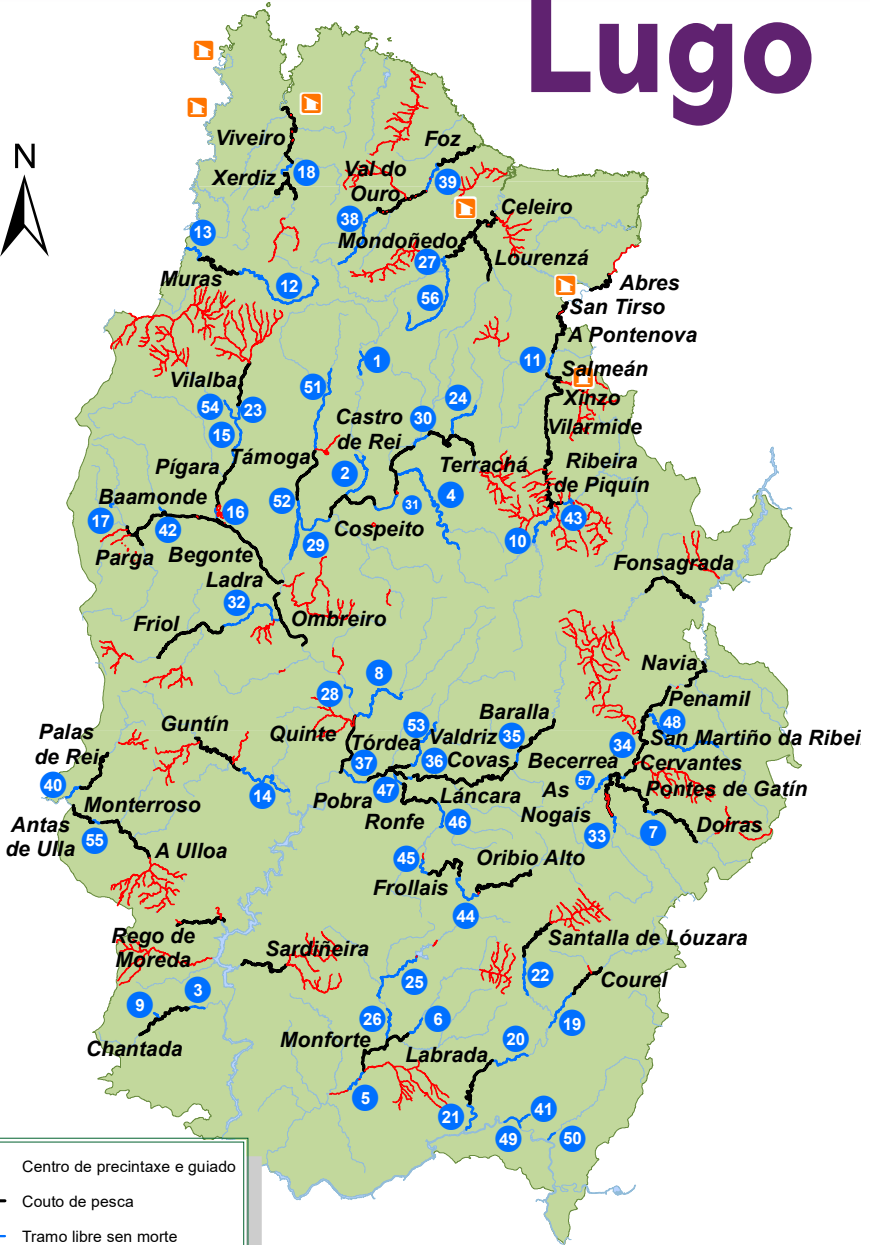 Lugo
N
Viveiro
Foz
18
Xerdiz
Val do
Ouro
39
Celeiro
38
13
Mondoñedo
27
Lourenzá
Muras
12
56
Abres
San Tirso
A Pontenova
1
11
Salmeán
51
Vilalba
Xinzo
54
23
24
Castro
de Rei
30
Vilarmide
15
Támoga
Terrachá
Ribeira
de Piquín
Pígara
2
4
Baamonde
52
31
17
16
43
42
Cospeito
10
Parga
Begonte
29
Fonsagrada
Ladra
32
Ombreiro
Friol
Navia
8
28
Penamil
Guntín
Baralla
48
Quinte
53
Valdriz
35
San Martiño da Ribei
Palas
de Rei
Tórdea
34
37
36
Covas
Becerrea
Cervantes
40
57
Pontes de Gatín
14
47
Láncara
As
Nogais
Monterroso
Pobra
46
Antas
de Ulla
55
Ronfe
33
7
Doiras
A Ulloa
45
Oribio Alto
Frollais
44
Rego de
Moreda
Sardiñeira
Santalla de Lóuzara
22
Courel
25
3
9
26
6
19
Chantada
Monforte
20
Labrada
5
21
41
49
50
Centro de precintaxe e guiado
Couto de pesca
Tramo libre sen morte